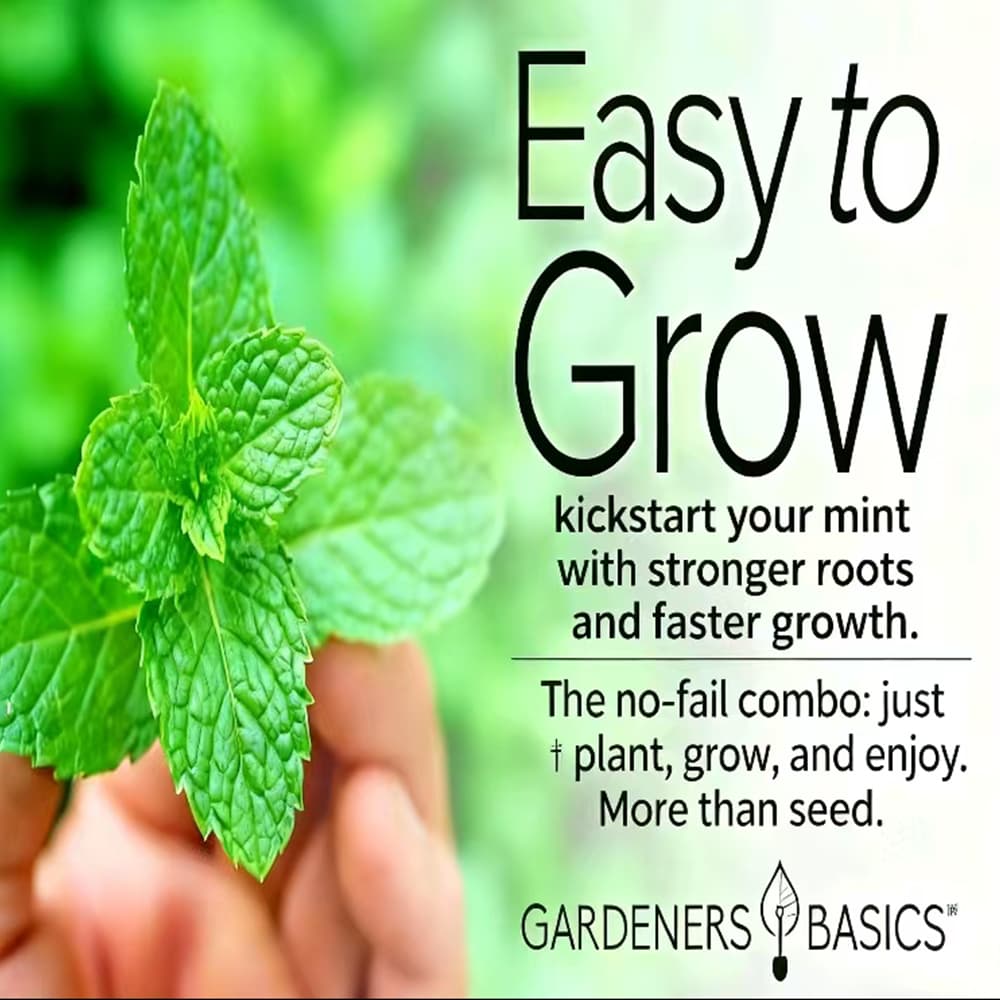 Easy to
Grow
kickstart your mint
with stronger roots
and faster growth.
The no-fail combo: just
† plant, grow, and enjoy.
More than seed.
GARDENERS BASICS